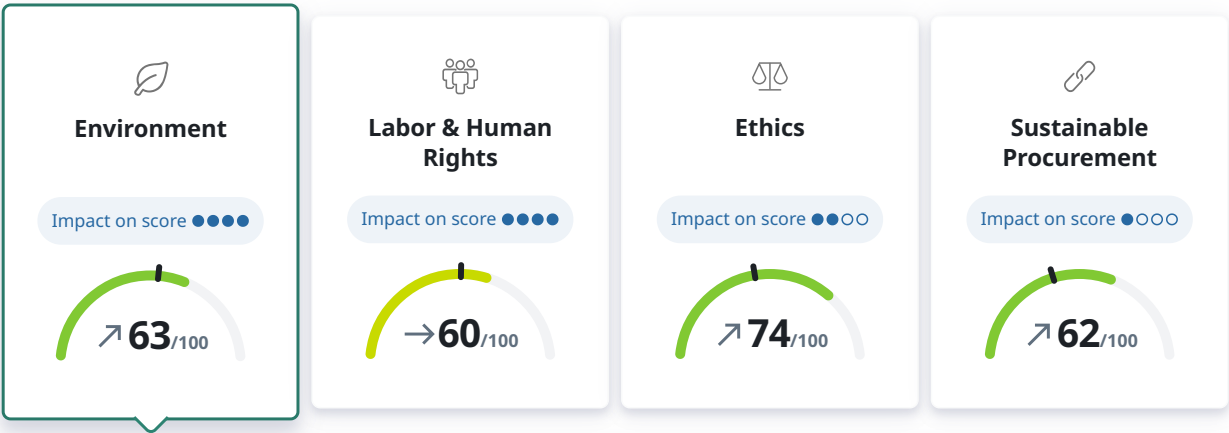 Environment
Impact on score
63/100
Labor & Human
Rights
Impact on score
60/100
Ethics
Impact on score
74/100
Sustainable
Procurement
Impact on score
62/100